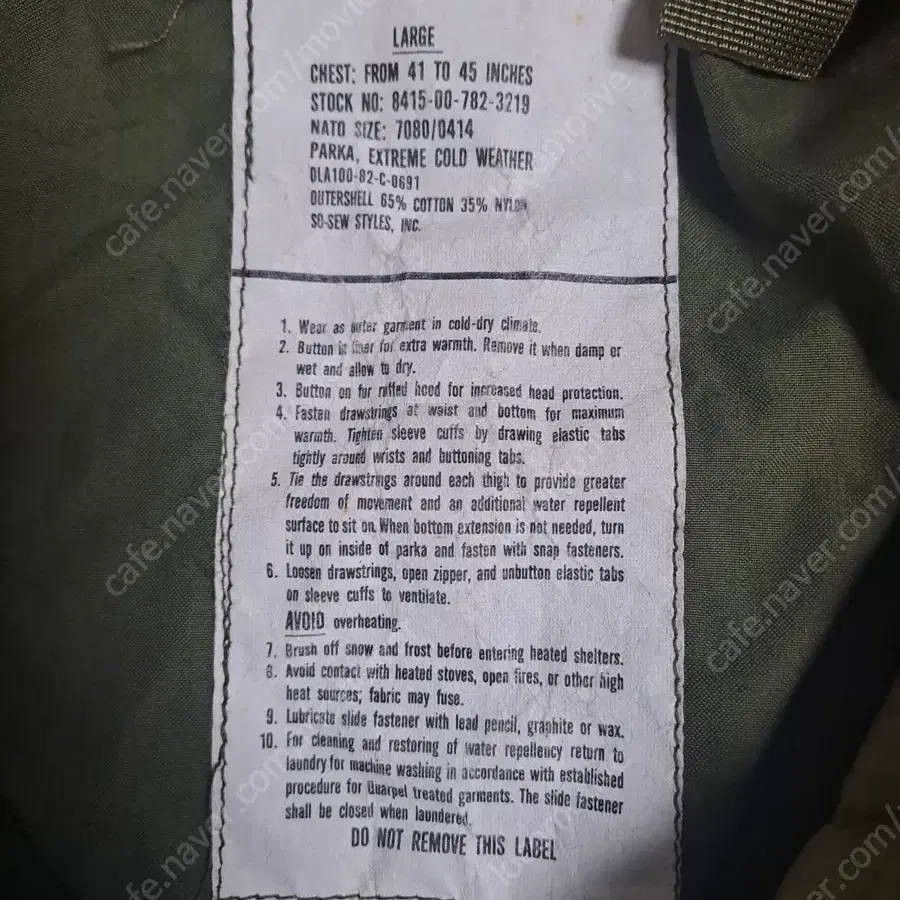 LARGE
CHEST: FROM 41 TO 45 INCHES
STOCK NO: 8415-00-782-3219
NATO SIZE: 7080/0414
PARKA, EXTREME COLD WEATHER
DLA100-82-C-0691
OUTERSHELL 65% COTTON 35% NYLON
SO-SEW STYLES, INC.
1. Wear as outer garment in cold-dry climate.
2. Button in liner for extra warmth. Remove it when damp or
wet and allow to dry.
3. Button on fur ruffed hood for increased head protection.
4. Fasten drawstrings at waist and bottom for maximum
warmth. Tighten sleeve cuffs by drawing elastic tabs
tightly around wrists and buttoning tabs.
5. Tie the drawstrings around each thigh to provide greater
freedom of movement and an additional water repellent
surface to sit on. When bottom extension is not needed, turn
it up on inside of parka and fasten with snap fasteners.
6. Loosen drawstrings, open zipper, and unbutton elastic tabs
on sleeve cuffs to ventilate.
AVOID overheating.
7. Brush off snow and frost before entering heated shelters.
8. Avoid contact with heated stoves, open fires, or other high
heat sources; fabric may fuse.
9. Lubricate slide fastener with lead pencil, graphite or wax.
10. For cleaning and restoring of water repellency return to
laundry for machine washing in accordance with established
procedure for Quarpel treated garments. The slide fastener
shall be closed when laundered.
DO NOT REMOVE THIS LABEL